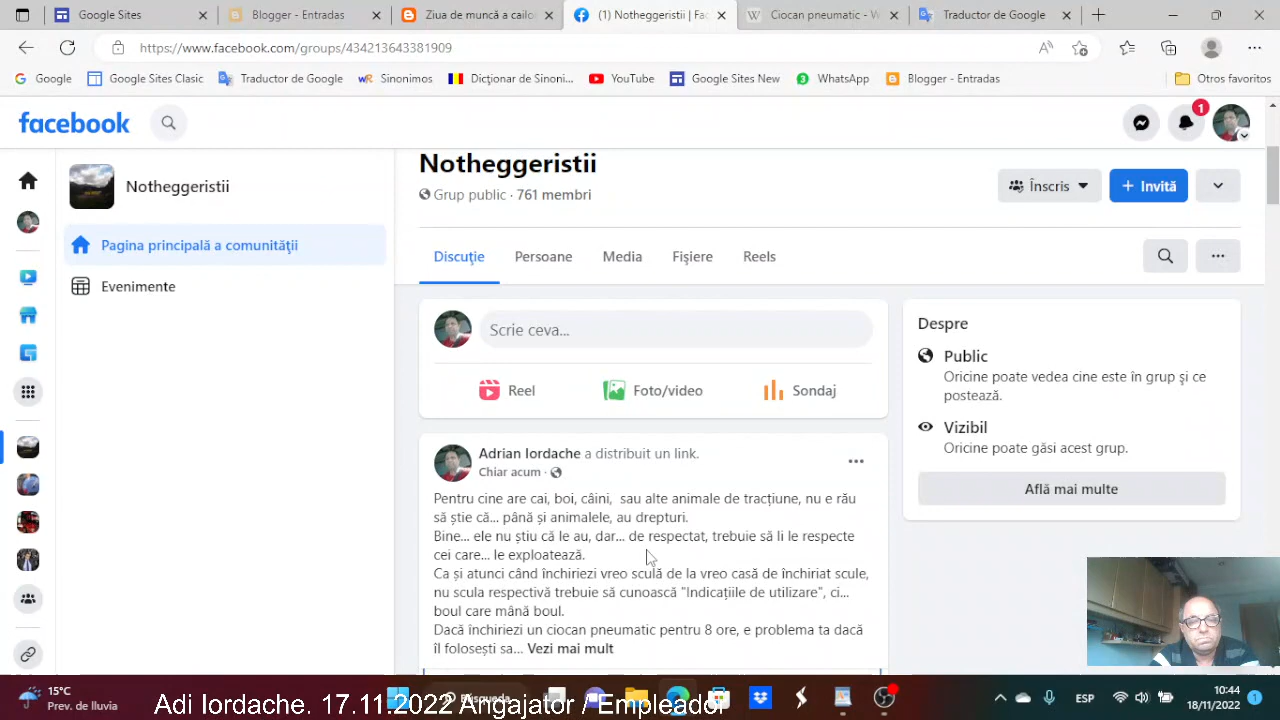 Google Sites
Blogger - Entradas
Ziua de muncă a cailor
(1) Notheggeristii | Fac
Ciocan pneumatic - W
Traductor de Google
https://www.facebook.com/groups/434213643381909
Google
Google Sites Clasic
Traductor de Google
Sinonimos
Dicționar de Sinoni...
YouTube
Google Sites New
WhatsApp
Blogger - Entradas
Otros favoritos
facebook
1
Notheggeristii
Pagina principală a comunității
Evenimente
Notheggeristii
Grup public · 761 membri
Înscris
+ Invită
Discuție
Persoane
Media
Fișiere
Reels
Scrie ceva...
Reel
Foto/video
Sondaj
Despre
Public
Oricine poate vedea cine este în grup și ce
postează.
Vizibil
Oricine poate găsi acest grup.
Află mai multe
Adrian Iordache a distribuit un link.
Chiar acum ·
Pentru cine are cai, boi, câini, sau alte animale de tracțiune, nu e rău
să știe că... până și animalele, au drepturi.
Bine... ele nu știu că le au, dar... de respectat, trebuie să li le respecte
cei care... le exploatează.
Ca și atunci când închiriezi vreo sculă de la vreo casă de închiriat scule,
nu scula respectivă trebuie să cunoască "Indicațiile de utilizare", ci...
boul care mână boul.
Dacă închiriezi un ciocan pneumatic pentru 8 ore, e problema ta dacă
îl folosești sa... Vezi mai mult
15°C
Prev. de lluvia
Adi Iordache. 17.11.2022 Angajator / Empleador
ESP
10:44
18/11/2022
1